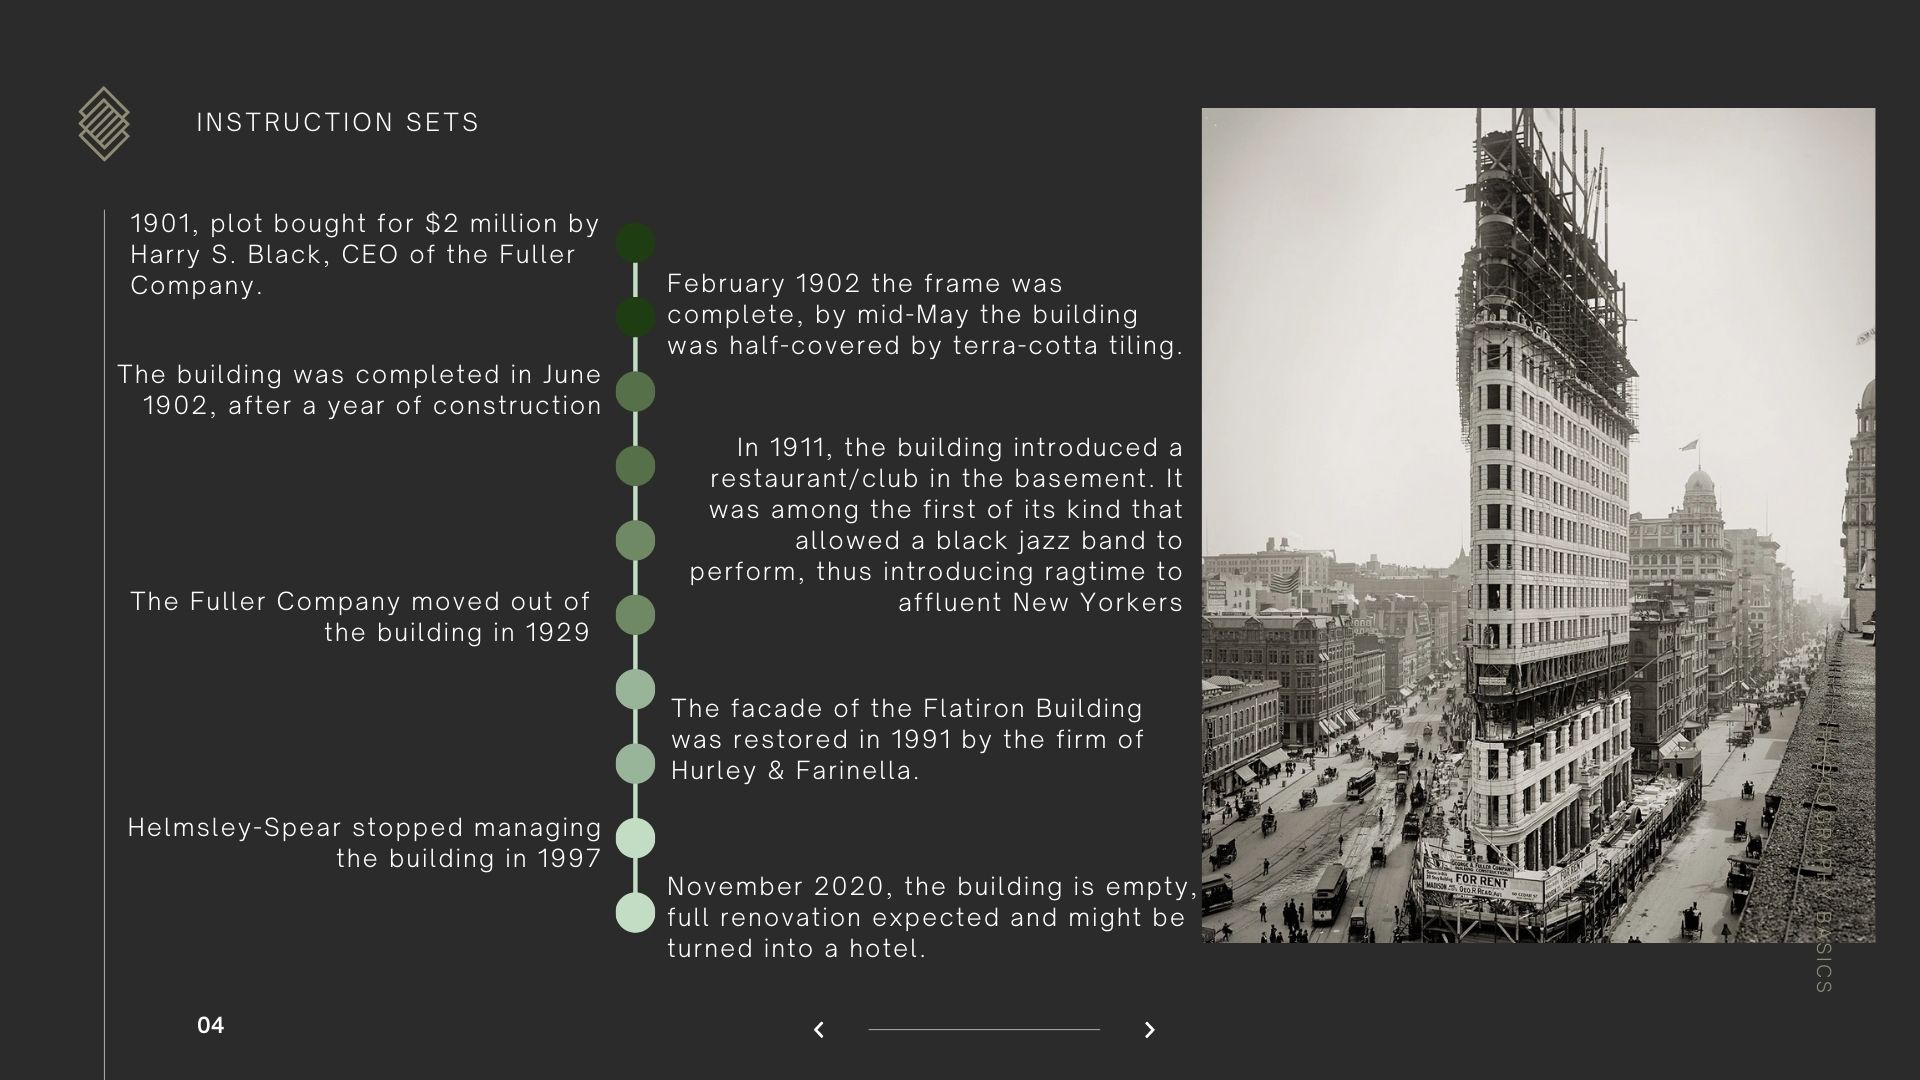 INSTRUCTION SETS
1901, plot bought for $2 million by
Harry S. Black, CEO of the Fuller
Company.
February 1902 the frame was
complete, by mid-May the building
was half-covered by terra-cotta tiling.
The building was completed in June
1902, after a year of construction
In 1911, the building introduced a
restaurant/club in the basement. It
was among the first of its kind that
allowed a black jazz band to
perform, thus introducing ragtime to
affluent New Yorkers
The Fuller Company moved out of
the building in 1929
The facade of the Flatiron Building
was restored in 1991 by the firm of
Hurley & Farinella.
Helmsley-Spear stopped managing
the building in 1997
November 2020, the building is empty,
full renovation expected and might be
turned into a hotel.
FOR RENT
BASICS
04